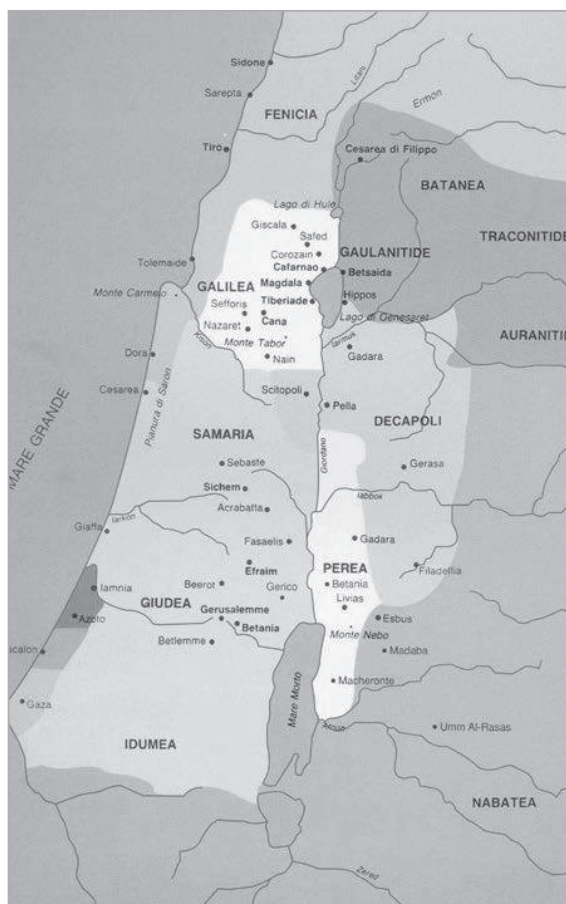 Sidone
Litani
Sarepta
Ermon
FENICIA
Tiro
Cesarea di Filippo
BATANEA
Lago di Hule
Giscala
Safed
TRACONITIDE
Corozain
GAULANITIDE
Tolemaide
Cafarnao
Betsaida
GALILEA
Magdala
Monte Carmelo
Tiberiade
Hippos
Sefforis
Lago di Genesaret
Cana
AURANITIDE
Nazaret
Kison
Monte Tabor
Iarmuk
Dora
Nain
Gadara
Cesarea
Scitopoli
Pianura di Saron
Pella
DECAPOLI
MARE GRANDE
SAMARIA
Giordano
Sebaste
Gerasa
Sichem
Iabbok
Acrabatta
Iarkon
Giaffa
Fasaelis
Gadara
Efraim
PEREA
Filadelfia
Iamnia
Beerot
Betania
Gerico
GIUDEA
Livias
Azoto
Gerusalemme
Esbus
Betania
Monte Nebo
Betlemme
Madaba
scalon
Macheronte
Mare Morto
Gaza
Arnon
Umm Al-Rasas
IDUMEA
NABATEA
Zered